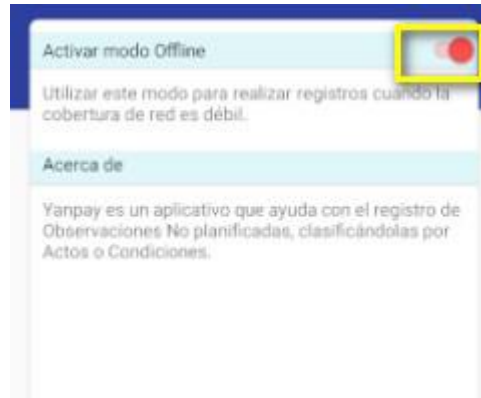 Activar modo Offline
Utilizar este modo para realizar registros cuando la
cobertura de red es débil.
Acerca de
Yanpay es un aplicativo que ayuda con el registro de
Observaciones No planificadas, clasificándolas por
Actos o Condiciones.